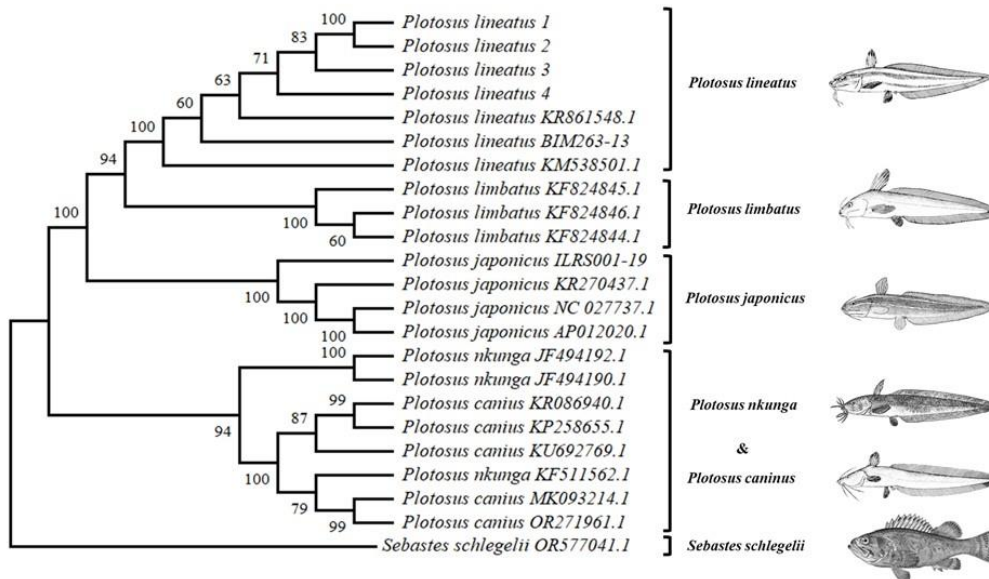 100
Plotosus lineatus 1
83
Plotosus lineatus 2
71
Plotosus lineatus 3
63
Plotosus lineatus 4
60
Plotosus lineatus KR861548.1
100
Plotosus lineatus BIM263-13
94
Plotosus lineatus KM538501.1
Plotosus lineatus
100
Plotosus limbatus KF824845.1
100
Plotosus limbatus KF824846.1
60
Plotosus limbatus KF824844.1
Plotosus limbatus
Plotosus japonicus ILRS001-19
100
Plotosus japonicus KR270437.1
100
Plotosus japonicus NC 027737.1
100
Plotosus japonicus AP012020.1
Plotosus japonicus
100
Plotosus nkunga JF494192.1
Plotosus nkunga JF494190.1
99
Plotosus canius KR086940.1
87
Plotosus canius KP258655.1
94
Plotosus canius KU692769.1
100
Plotosus nkunga KF511562.1
79
Plotosus canius MK093214.1
99
Plotosus canius OR271961.1
Plotosus nkunga
&
Plotosus caninus
Sebastes schlegelii OR577041.1
Sebastes schlegelii